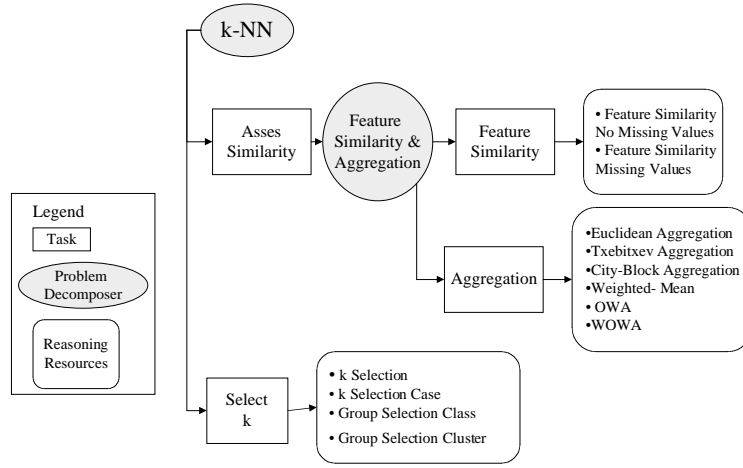 k-NN
Asses
Similarity
Feature
Similarity &
Aggregation
Feature
Similarity
• Feature Similarity
No Missing Values
• Feature Similarity
Missing Values
Aggregation
•Euclidean Aggregation
•Txebitxev Aggregation
•City-Block Aggregation
•Weighted- Mean
• OWA
•WOWA
Legend
Task
Problem
Decomposer
Reasoning
Resources
Select
k
• k Selection
• k Selection Case
• Group Selection Class
• Group Selection Cluster